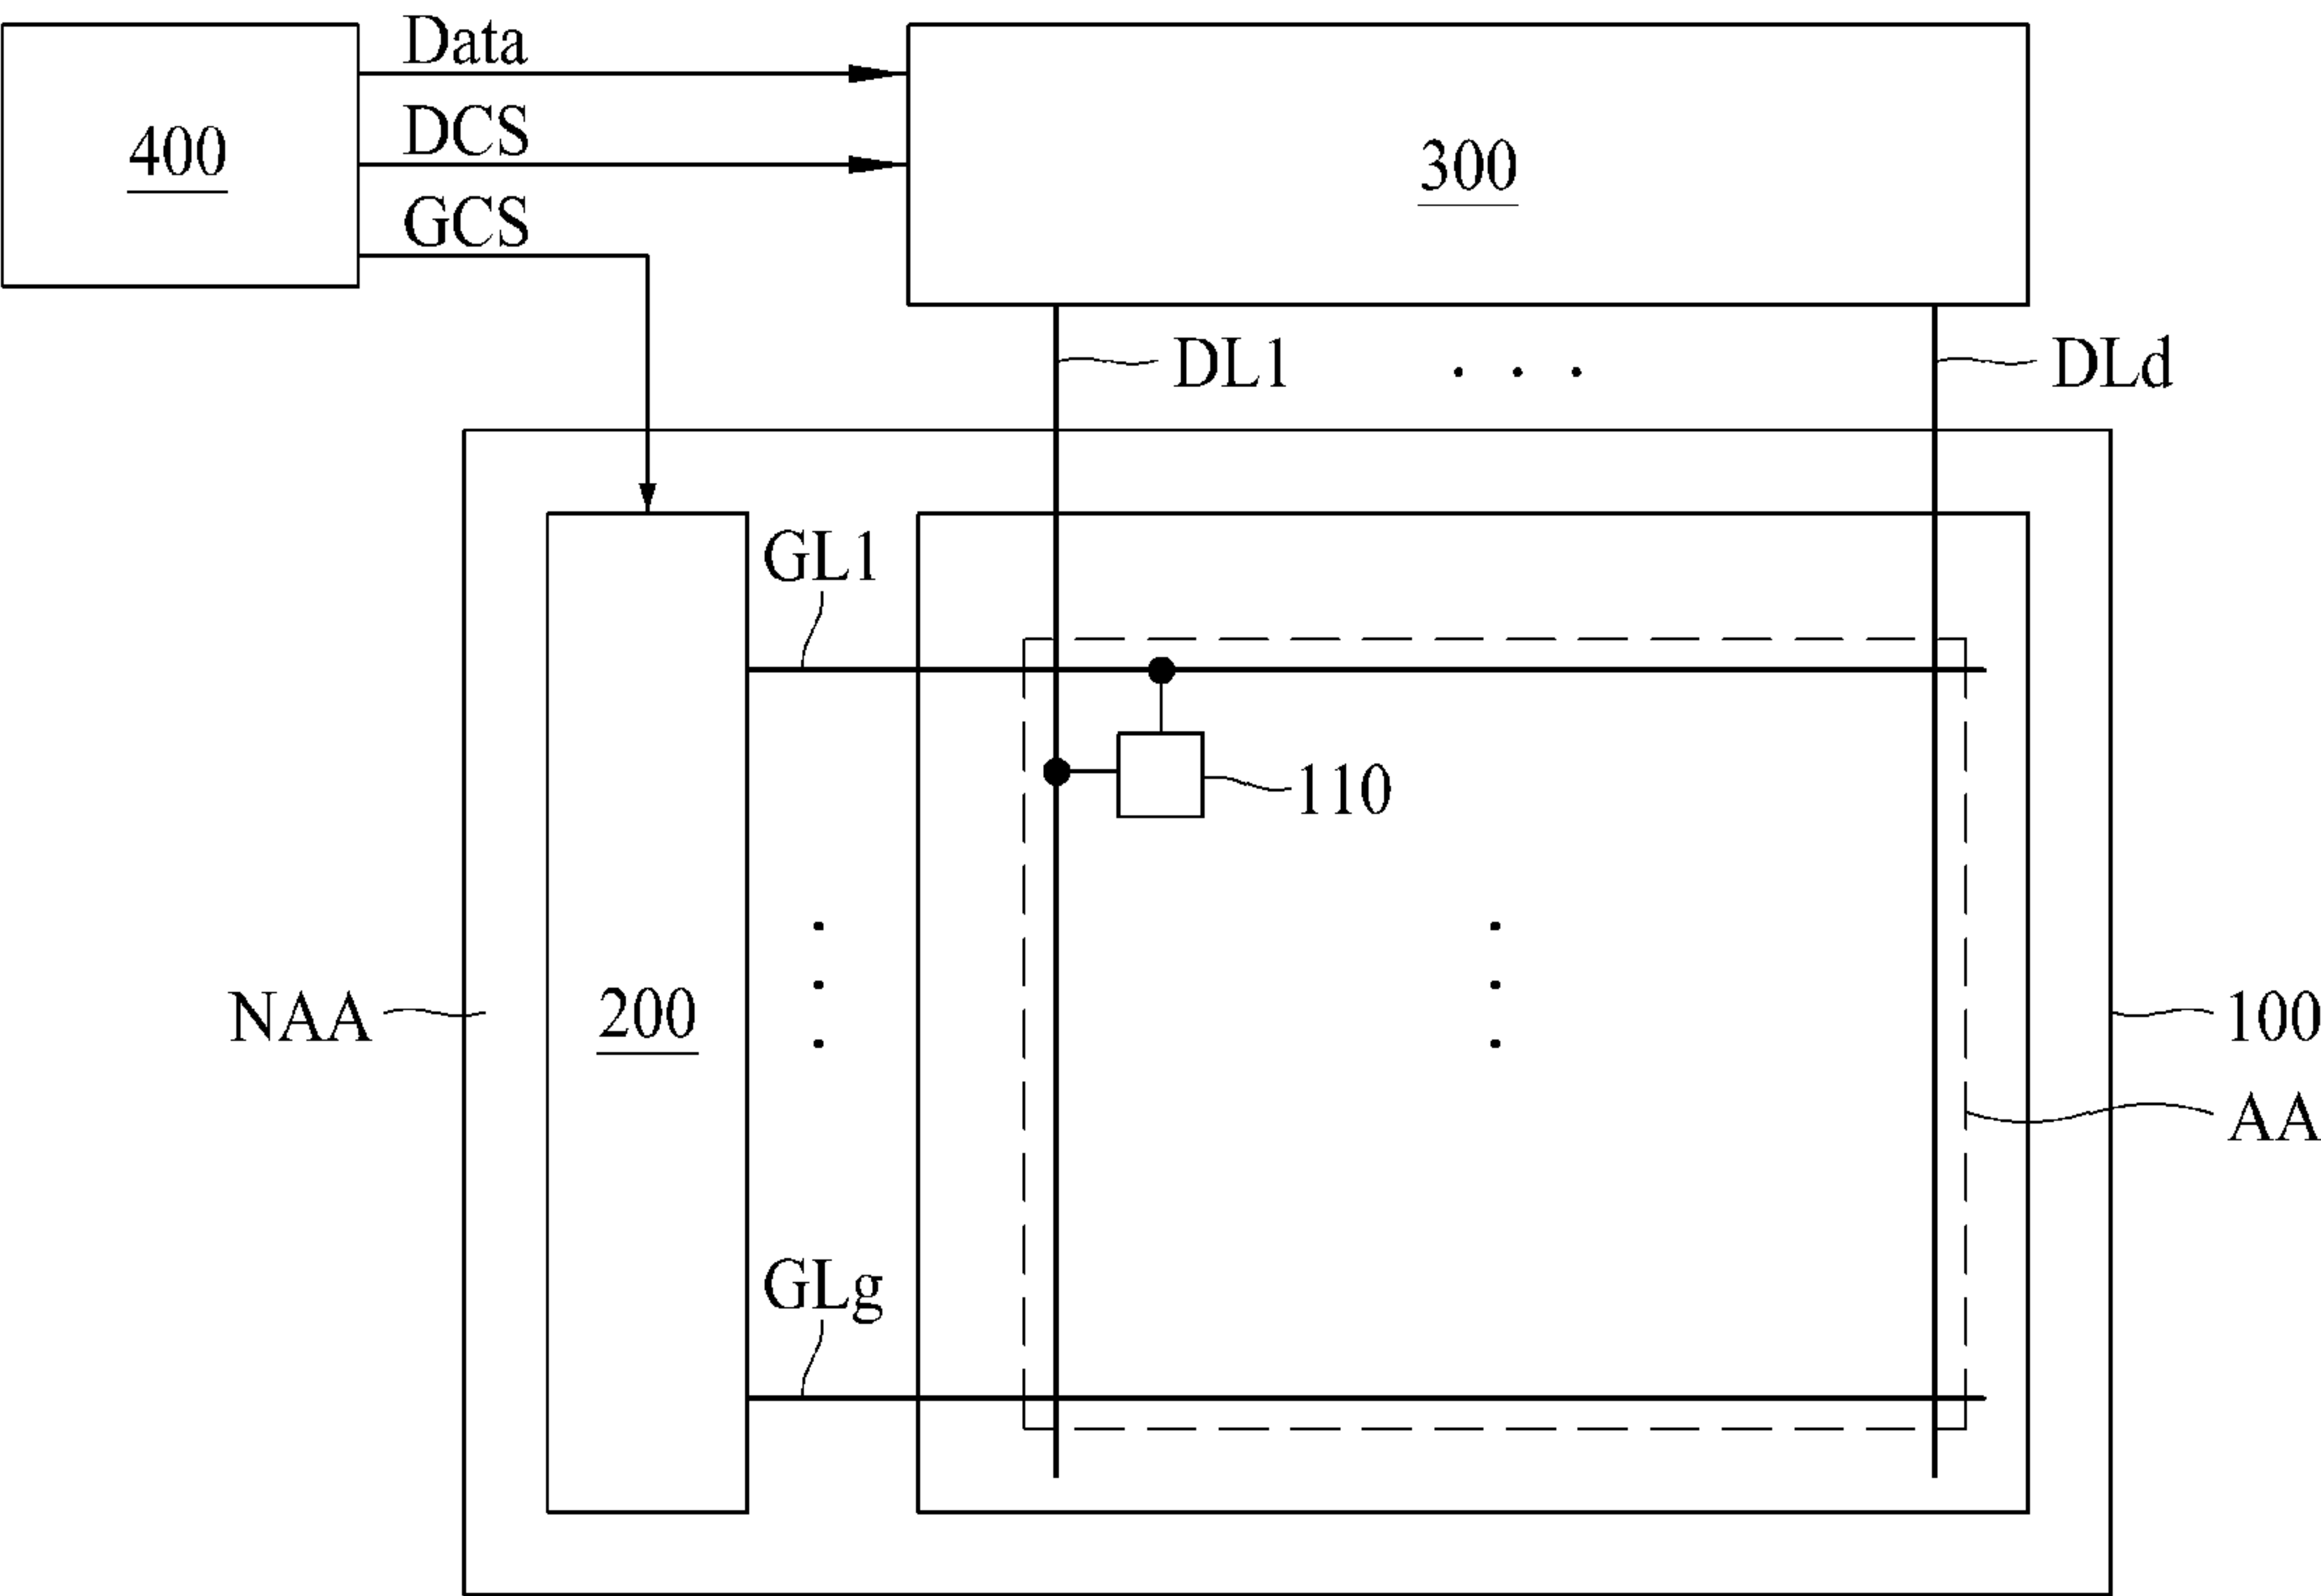 Data
DCS
GCS
400
300
DL1
. . .
DLd
GL1
110
NAA
200
100
AA
GLg